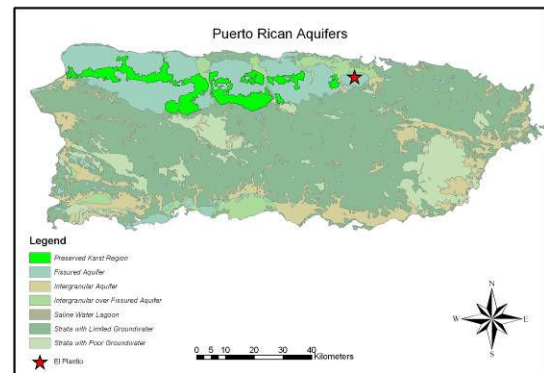 Puerto Rican Aquifers
Legend
Preserved Karst Region
Fissured Aquifer
Intergranular Aquifer
Intergranular over Fissured Aquifer
Saline Water Lagoon
Strata with Limited Groundwater
Strata with Poor Groundwater
El Plantio
0 5 10 20 30 40
Kilometers
N
W E
S